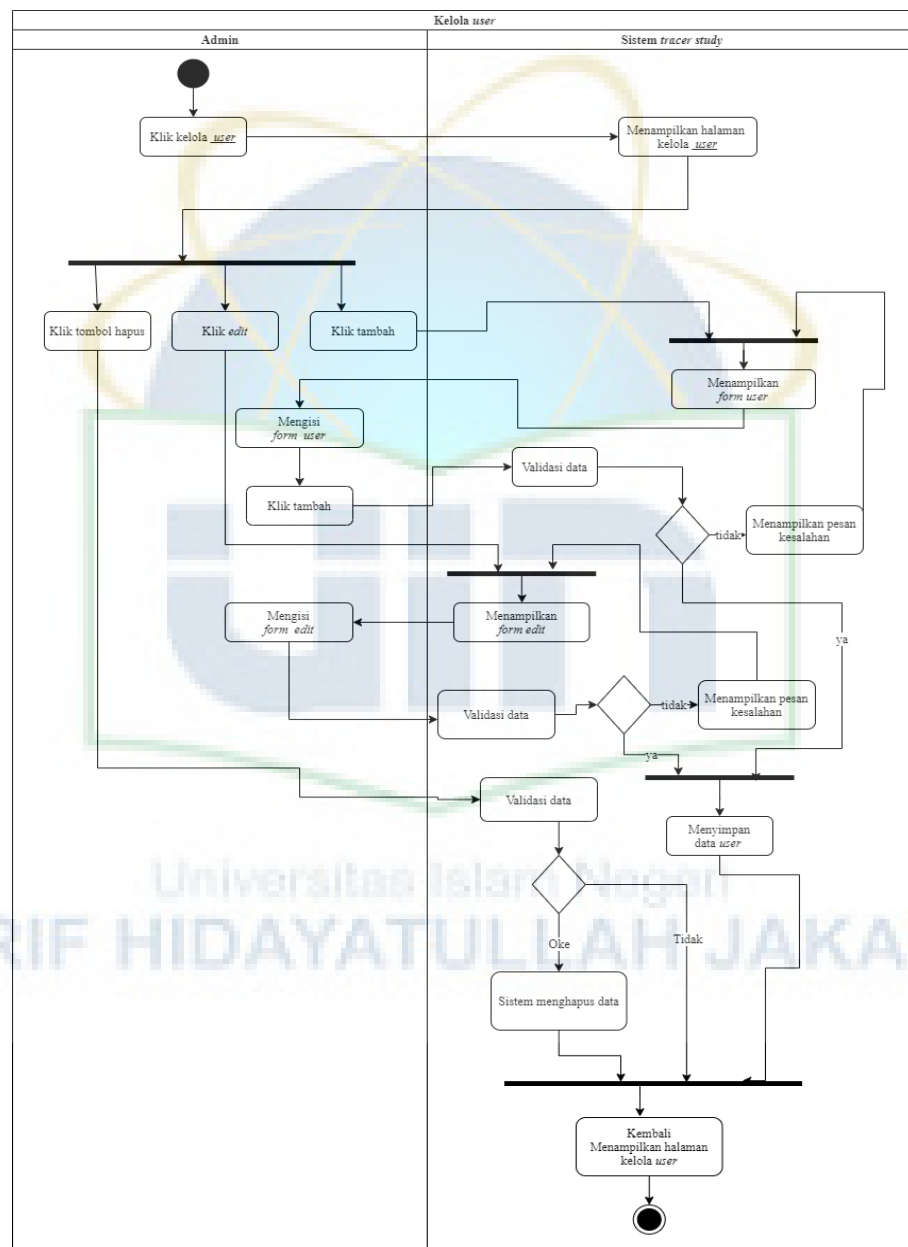 Kelola user
Admin
Sistem tracer study
Klik kelola user
Menampilkan halaman
kelola user
Klik tombol hapus
Klik edit
Klik tambah
Menampilkan
form user
Mengisi
form user
Validasi data
Klik tambah
tidak
Menampilkan pesan
kesalahan
Mengisi
form edit
Menampilkan
form edit
ya
Validasi data
tidak
Menampilkan pesan
kesalahan
ya
Validasi data
Menyimpan
data user
Universitas Islam Negeri
RIF HIDAYATULLAH JAKA
Oke
Tidak
Sistem menghapus data
Kembali
Menampilkan halaman
kelola user
uin